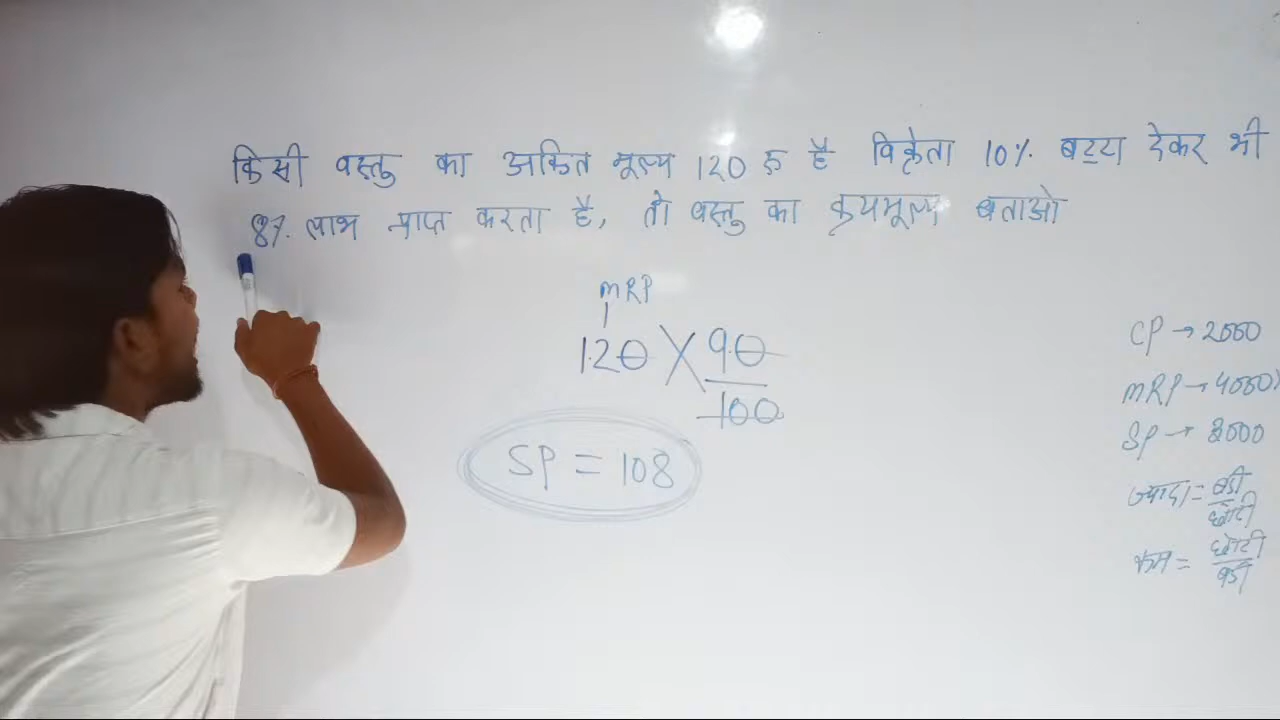 किसी वस्तु का अंकित मूल्य 120 रु है विक्रेता 10% बट्टा देकर भी
8% लाभ प्राप्त करता है, तो वस्तु का क्रयमूल्य बताओ
MRP
120 X 90
100
SP = 108
CP → 2000
MRP → 4000
SP → 3000
ज्यादा = बडी
छोटी
कम = छोटी
बडी